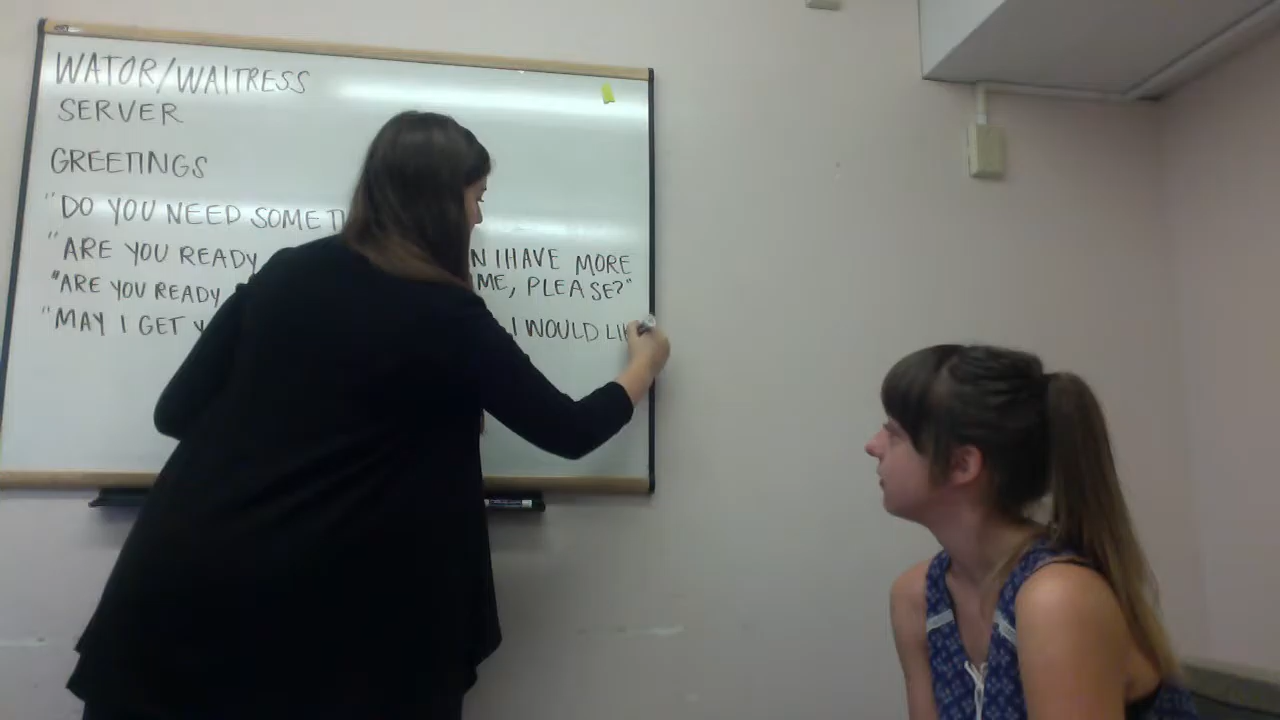 WATOR/WAITRESS
SERVER
GREETINGS
"DO YOU NEED SOME
"ARE YOU READY I HAVE MORE
"ARE YOU READY ME, PLEASE?"
"MAY I GET I WOULD